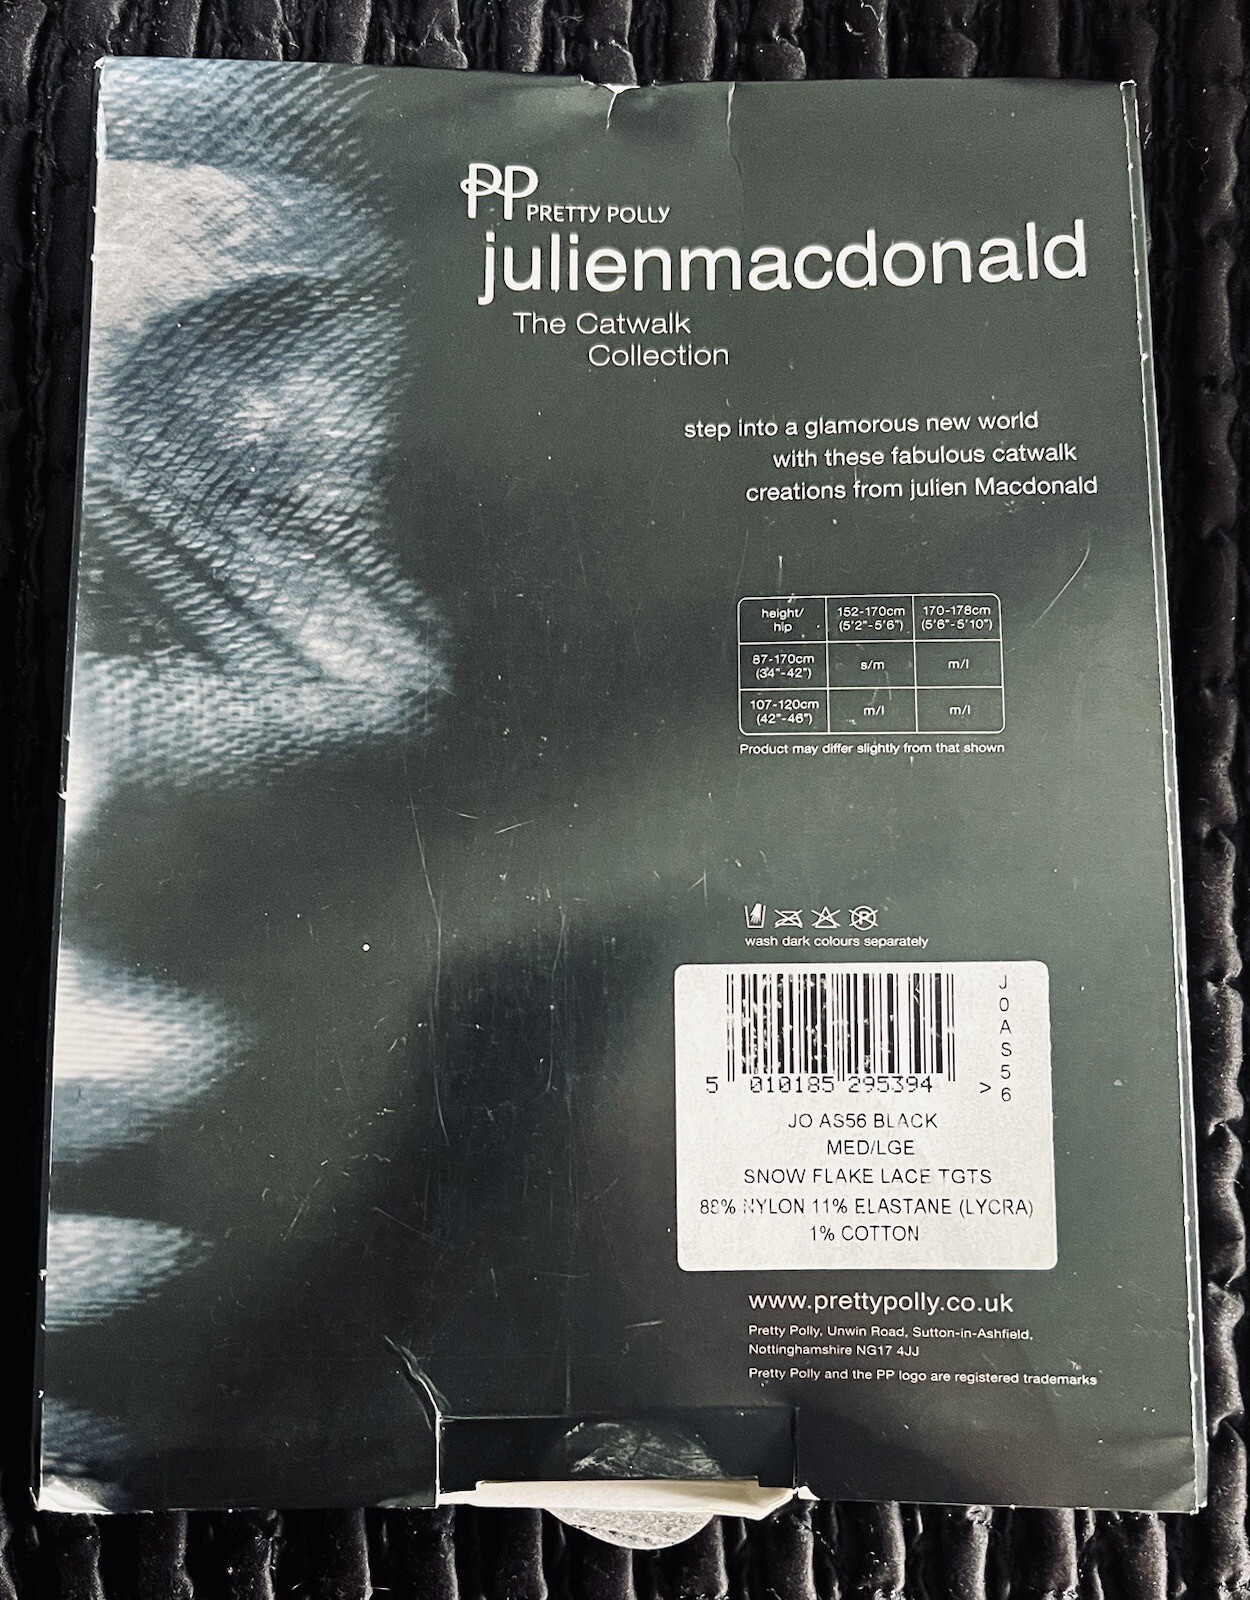 PP PRETTY POLLY
julienmacdonald
The Catwalk
Collection
step into a glamorous new world
with these fabulous catwalk
creations from julien Macdonald
height/ hip 152-170cm (5'2"-5'6") 170-178cm (5'6"-5'10")
87-170cm (34"-42") s/m m/l
107-120cm (42"-46") m/l m/l
Product may differ slightly from that shown
wash dark colours separately
5 010185 295394 >
JOAS56
JO AS56 BLACK
MED/LGE
SNOW FLAKE LACE TGTS
88% NYLON 11% ELASTANE (LYCRA)
1% COTTON
www.prettypolly.co.uk
Pretty Polly, Unwin Road, Sutton-in-Ashfield,
Nottinghamshire NG17 4JJ
Pretty Polly and the PP logo are registered trademarks